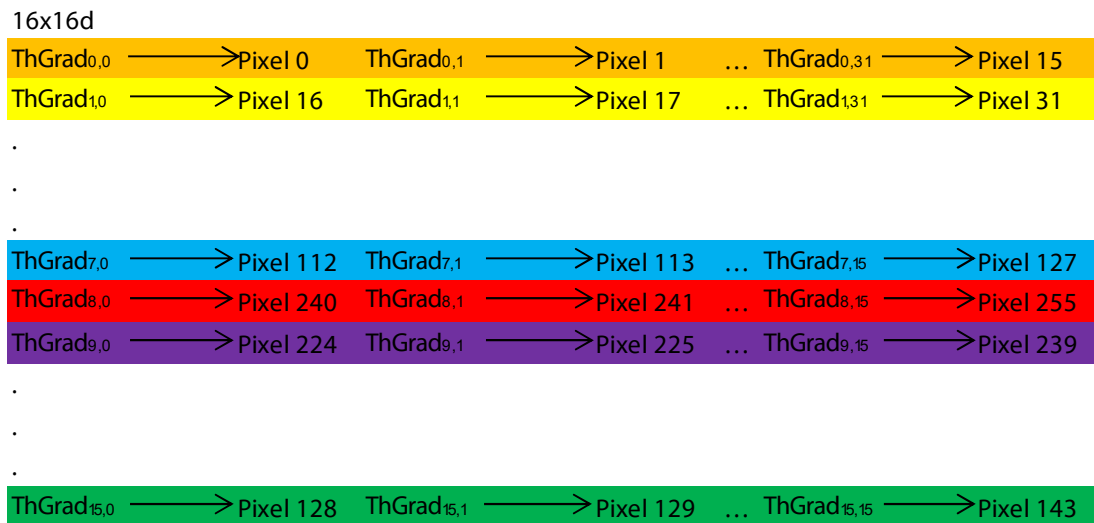 16x16d
ThGrad0,0 Pixel 0 ThGrad0,1 Pixel 1 ... ThGrad0,31 Pixel 15
ThGrad1,0 Pixel 16 ThGrad1,1 Pixel 17 ... ThGrad1,31 Pixel 31
.
.
.
ThGrad7,0 Pixel 112 ThGrad7,1 Pixel 113 ... ThGrad7,15 Pixel 127
ThGrad8,0 Pixel 240 ThGrad8,1 Pixel 241 ... ThGrad8,15 Pixel 255
ThGrad9,0 Pixel 224 ThGrad9,1 Pixel 225 ... ThGrad9,15 Pixel 239
.
.
.
ThGrad15,0 Pixel 128 ThGrad15,1 Pixel 129 ... ThGrad15,15 Pixel 143